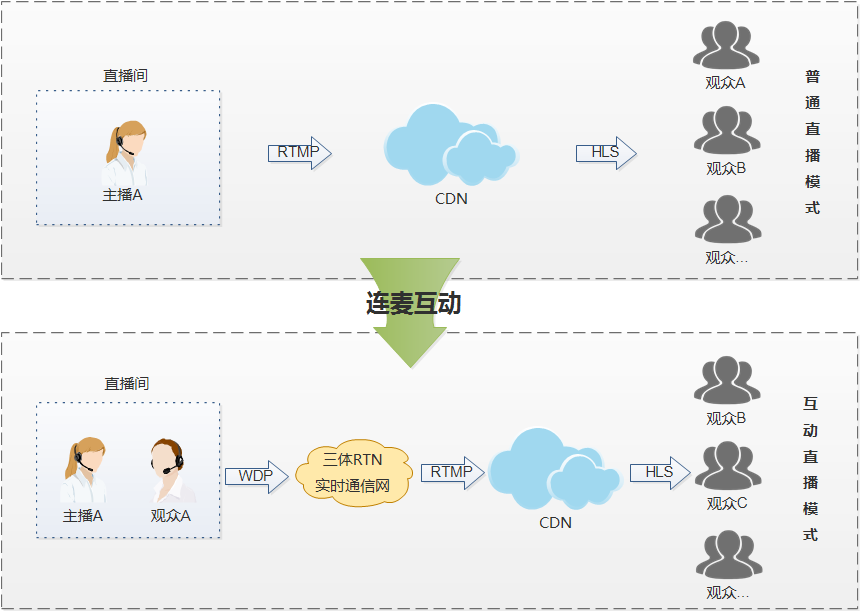 直播间
主播A
RTMP
CDN
HLS
观众A
观众B
观众...
普通直播模式
连麦互动
直播间
主播A
观众A
WDP
三体RTN
实时通信网
RTMP
CDN
HLS
观众B
观众C
观众...
互动直播模式